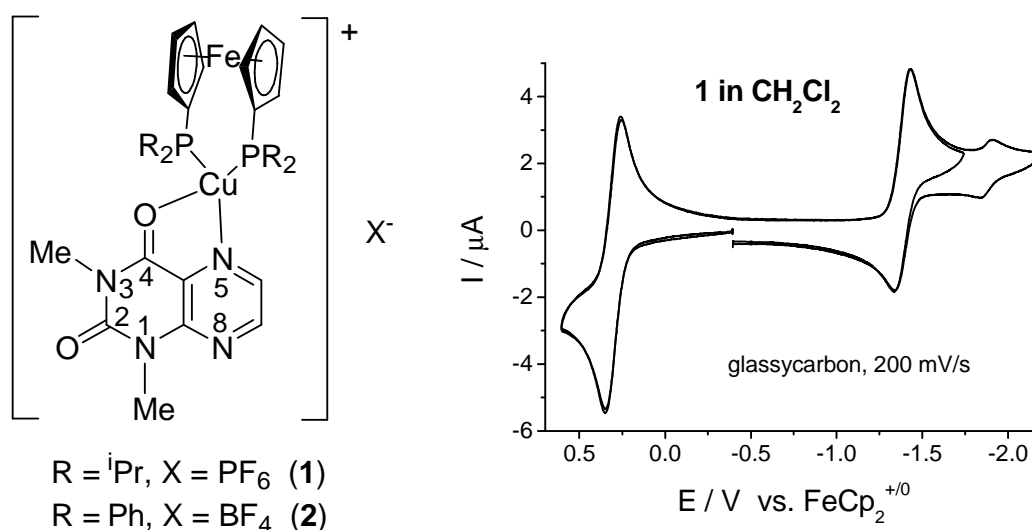 +
Fe
R₂P PR₂
Cu
O
X⁻
Me
N 3 4 N 5
2 1 8
O N N
Me
R = ⁱPr, X = PF₆ (1)
R = Ph, X = BF₄ (2)
1 in CH₂Cl₂
4
2
0
-2
-4
-6
I / μA
glassycarbon, 200 mV/s
0.5 0.0 -0.5 -1.0 -1.5 -2.0
E / V vs. FeCp₂⁺ᐟ⁰